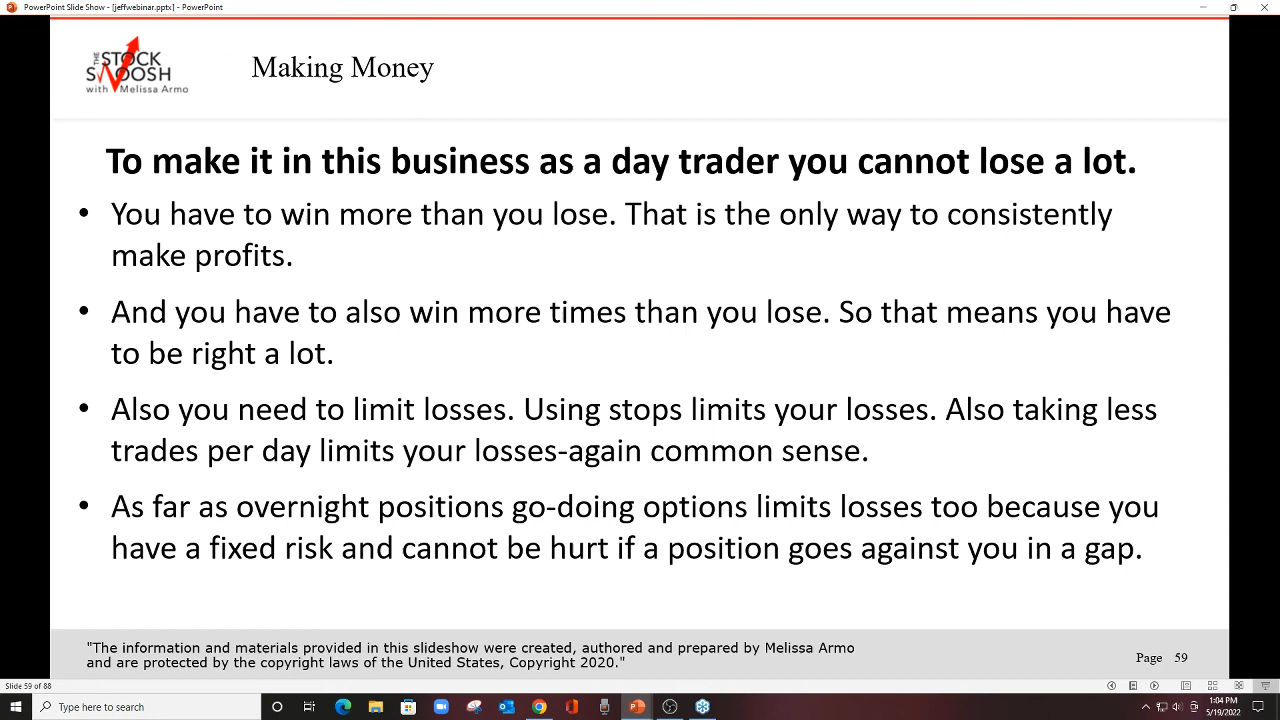 PowerPoint Slide Show - [jeffwebinar.pptx] - PowerPoint
THE
STOCK
SWOOSH
with Melissa Armo
Making Money
To make it in this business as a day trader you cannot lose a lot.
• You have to win more than you lose. That is the only way to consistently
make profits.
• And you have to also win more times than you lose. So that means you have
to be right a lot.
• Also you need to limit losses. Using stops limits your losses. Also taking less
trades per day limits your losses-again common sense.
• As far as overnight positions go-doing options limits losses too because you
have a fixed risk and cannot be hurt if a position goes against you in a gap.
"The information and materials provided in this slideshow were created, authored and prepared by Melissa Armo
and are protected by the copyright laws of the United States, Copyright 2020."
Page 59
Slide 59 of 88
Type here to search
1:04 PM
5/19/2022